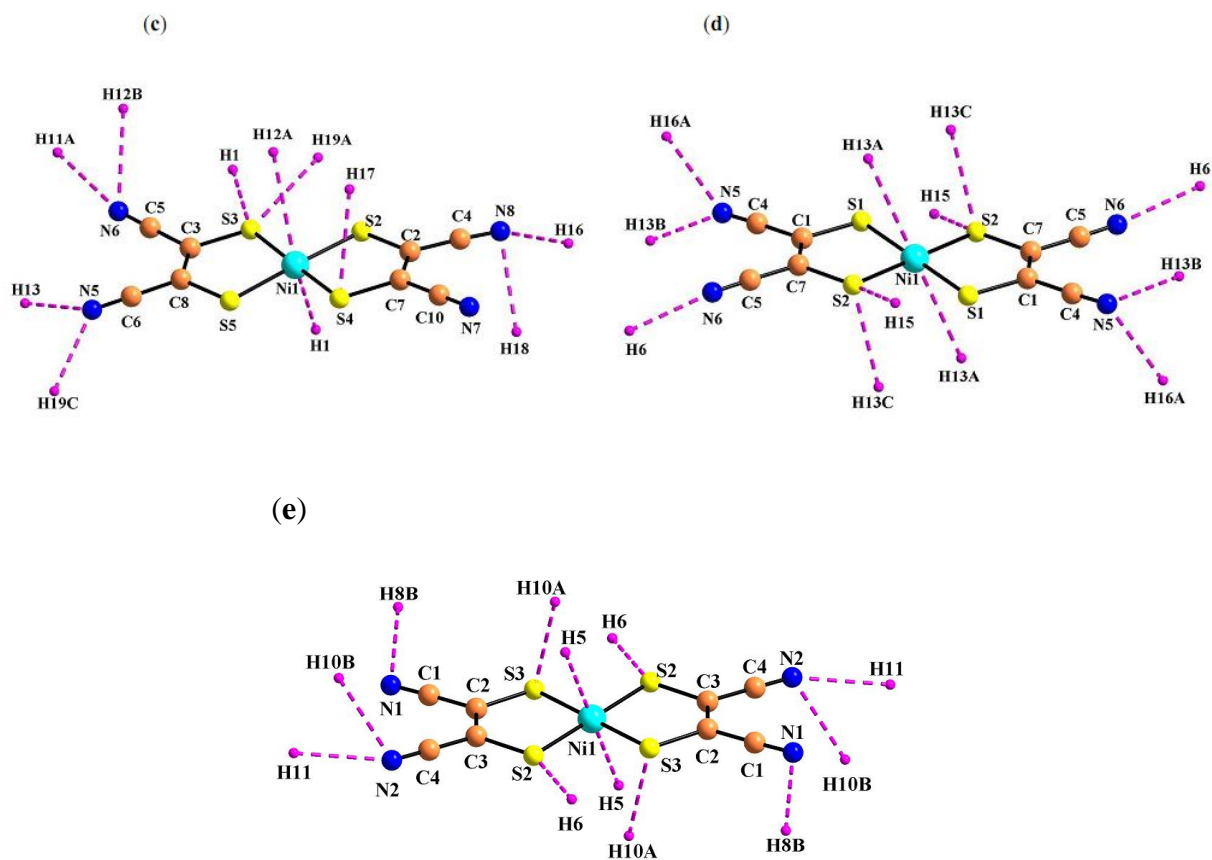 (c) (d)
H12B
H11A
H12A
H19A
H1
H17
N6
C5
C3
S3
S2
C4
N8
H16
C2
H13
N5
C6
C8
S5
Ni1
S4
C7
C10
N7
H1
H18
H19C
H16A
H13C
H13A
H6
N5
C4
S1
H15
S2
C5
N6
C1
C7
H13B
H13B
N6
C5
C7
S2
Ni1
S1
C1
C4
N5
H15
H6
H13A
H13C
H16A
(e)
H8B
H10A
H6
H5
H10B
C1
S3
S2
C4
N2
H11
C2
C3
N1
N1
H11
N2
C4
C3
S2
Ni1
S3
C2
C1
H10B
H5
H6
H10A
H8B